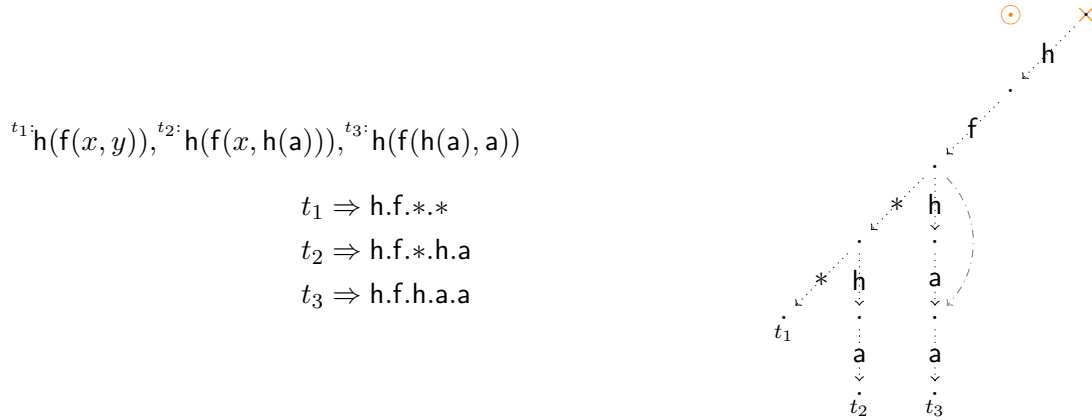 t₁:h(f(x, y)), t₂:h(f(x, h(a))), t₃:h(f(h(a), a))
t₁ ⇒ h.f.*.*
t₂ ⇒ h.f.*.h.a
t₃ ⇒ h.f.h.a.a
h
f
* h
* h a
t₁
a a
t₂ t₃